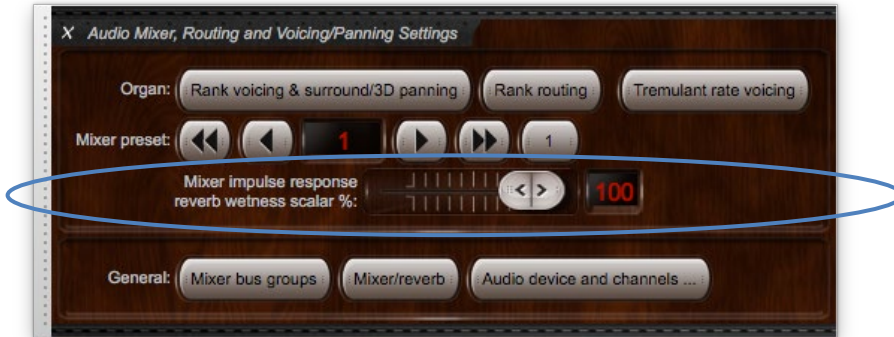 X Audio Mixer, Routing and Voicing/Panning Settings
Organ: Rank voicing & surround/3D panning Rank routing Tremulant rate voicing
Mixer preset: 1 1
Mixer impulse response
reverb wetness scalar %: 100
General: Mixer bus groups Mixer/reverb Audio device and channels ...